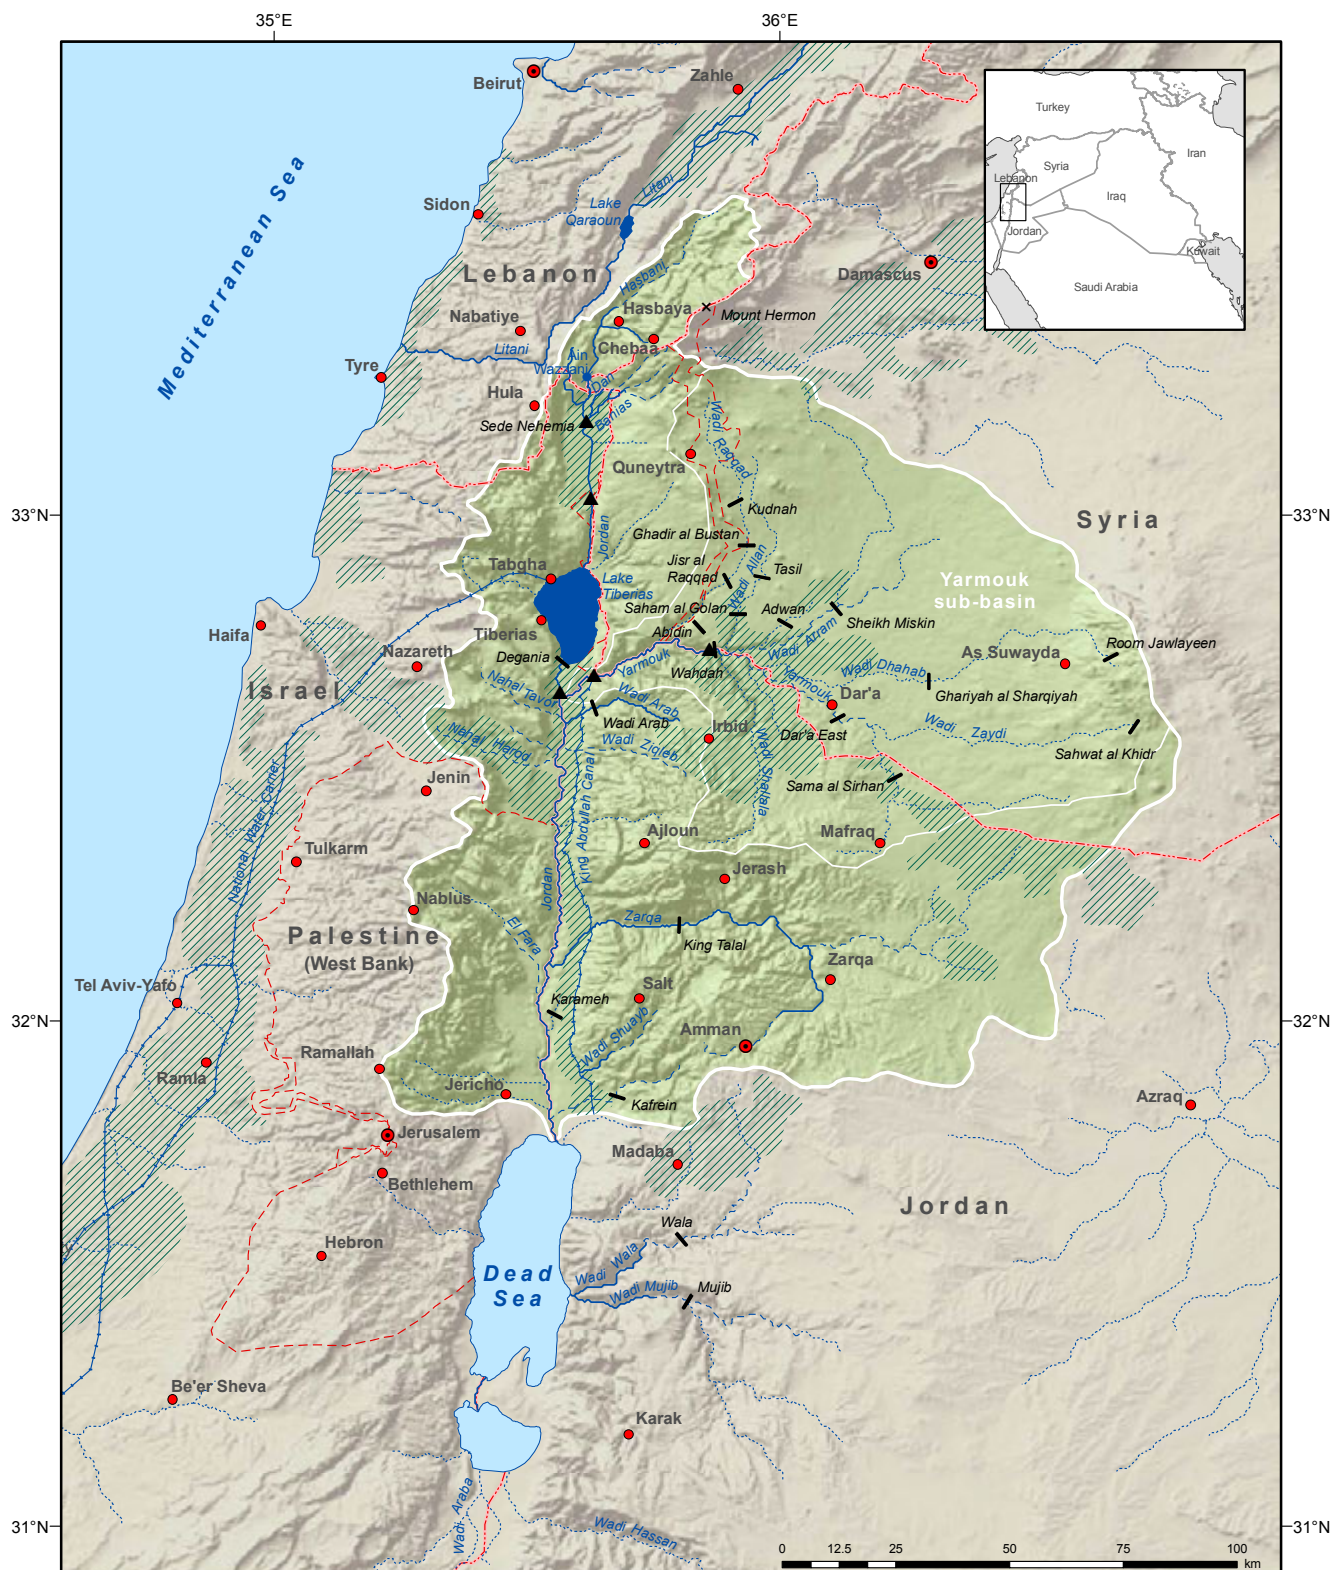 35°E
36°E
Beirut
Zahle
Turkey
Iran
Syria
Lebanon
Iraq
Jordan
Kuwait
Saudi Arabia
Mediterranean Sea
Litani
Lake
Qaraoun
Sidon
Lebanon
Damascus
Hasbani
Hasbaya
Mount Hermon
Nabatiye
Chebaa
Litani
Ain
Wazzani
Tyre
Dan
Hula
Banias
Sede Nehemia
Wadi Raqqad
Quneytra
33°N
33°N
Kudnah
Syria
Ghadir al Bustan
Jordan
Jisr al
Raqqad
Wadi Allan
Tasil
Tabgha
Lake
Tiberias
Yarmouk
sub-basin
Saham al Golan
Adwan
Sheikh Miskin
Haifa
Tiberias
Abidin
Wadi Arram
Room Jawlayeen
Nazareth
Degania
Yarmouk
Wahdah
Wadi Dhahab
As Suwayda
Israel
Nahal Tavor
Wadi Arab
Yarmouk
Dar'a
Ghariyah al Sharqiyah
Wadi Arab
Irbid
Dar'a East
Wadi Zaydi
Nahal Harod
Wadi Ziqleb
Sahwat al Khidr
Wadi Shalala
Jenin
Sama al Sirhan
King Abdullah Canal
National Water Carrier
Ajloun
Mafraq
Tulkarm
Jerash
Jordan
Nablus
El Fara
Zarqa
Palestine
(West Bank)
King Talal
Zarqa
Tel Aviv-Yafo
Salt
Karameh
32°N
32°N
Amman
Wadi Shuayb
Ramallah
Ramla
Jericho
Kafrein
Azraq
Jerusalem
Madaba
Bethlehem
Jordan
Wala
Hebron
Wadi Wala
Dead
Sea
Wadi Mujib
Mujib
Be'er Sheva
Karak
Wadi Araba
Wadi Hassan
31°N
31°N
0 12.5 25 50 75 100
km